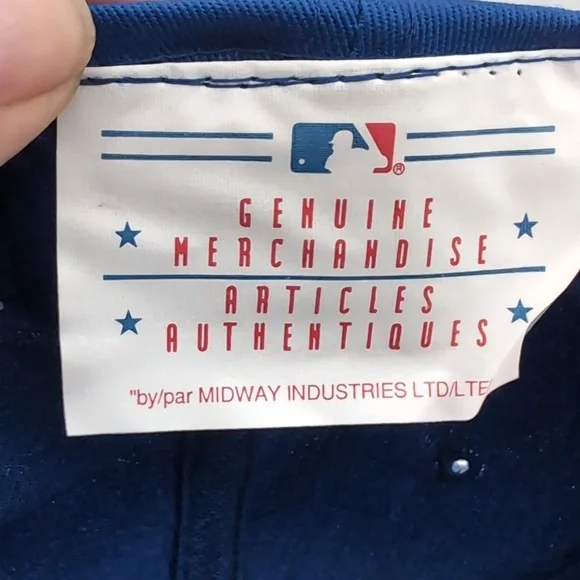 GENUINE
MERCHANDISE
ARTICLES
AUTHENTIQUES
"by/par MIDWAY INDUSTRIES LTD/LTE